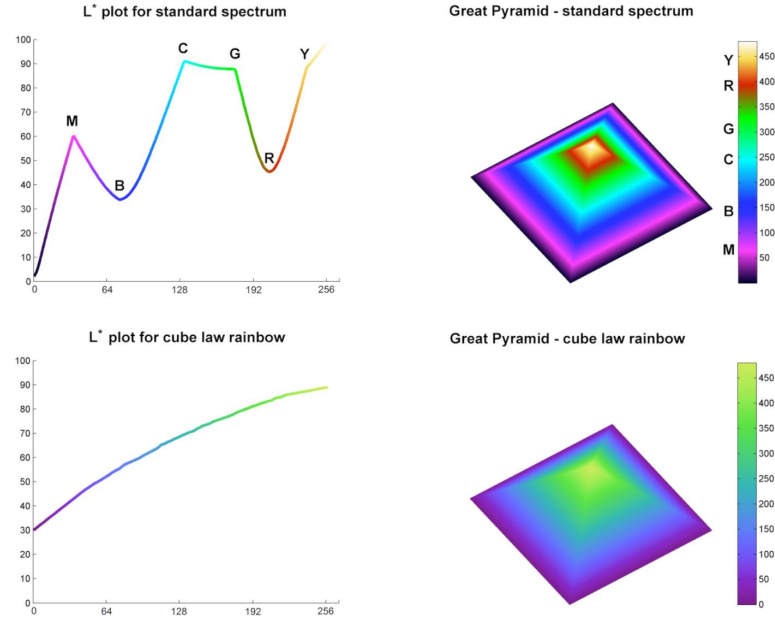 L* plot for standard spectrum
100
90
80
70
60
50
40
30
20
10
0
M
B
C
G
R
Y
0 64 128 192 256
Great Pyramid - standard spectrum
Y
R
G
C
B
M
450
400
350
300
250
200
150
100
50
L* plot for cube law rainbow
100
90
80
70
60
50
40
30
20
10
0
0 64 128 192 256
Great Pyramid - cube law rainbow
450
400
350
300
250
200
150
100
50
0